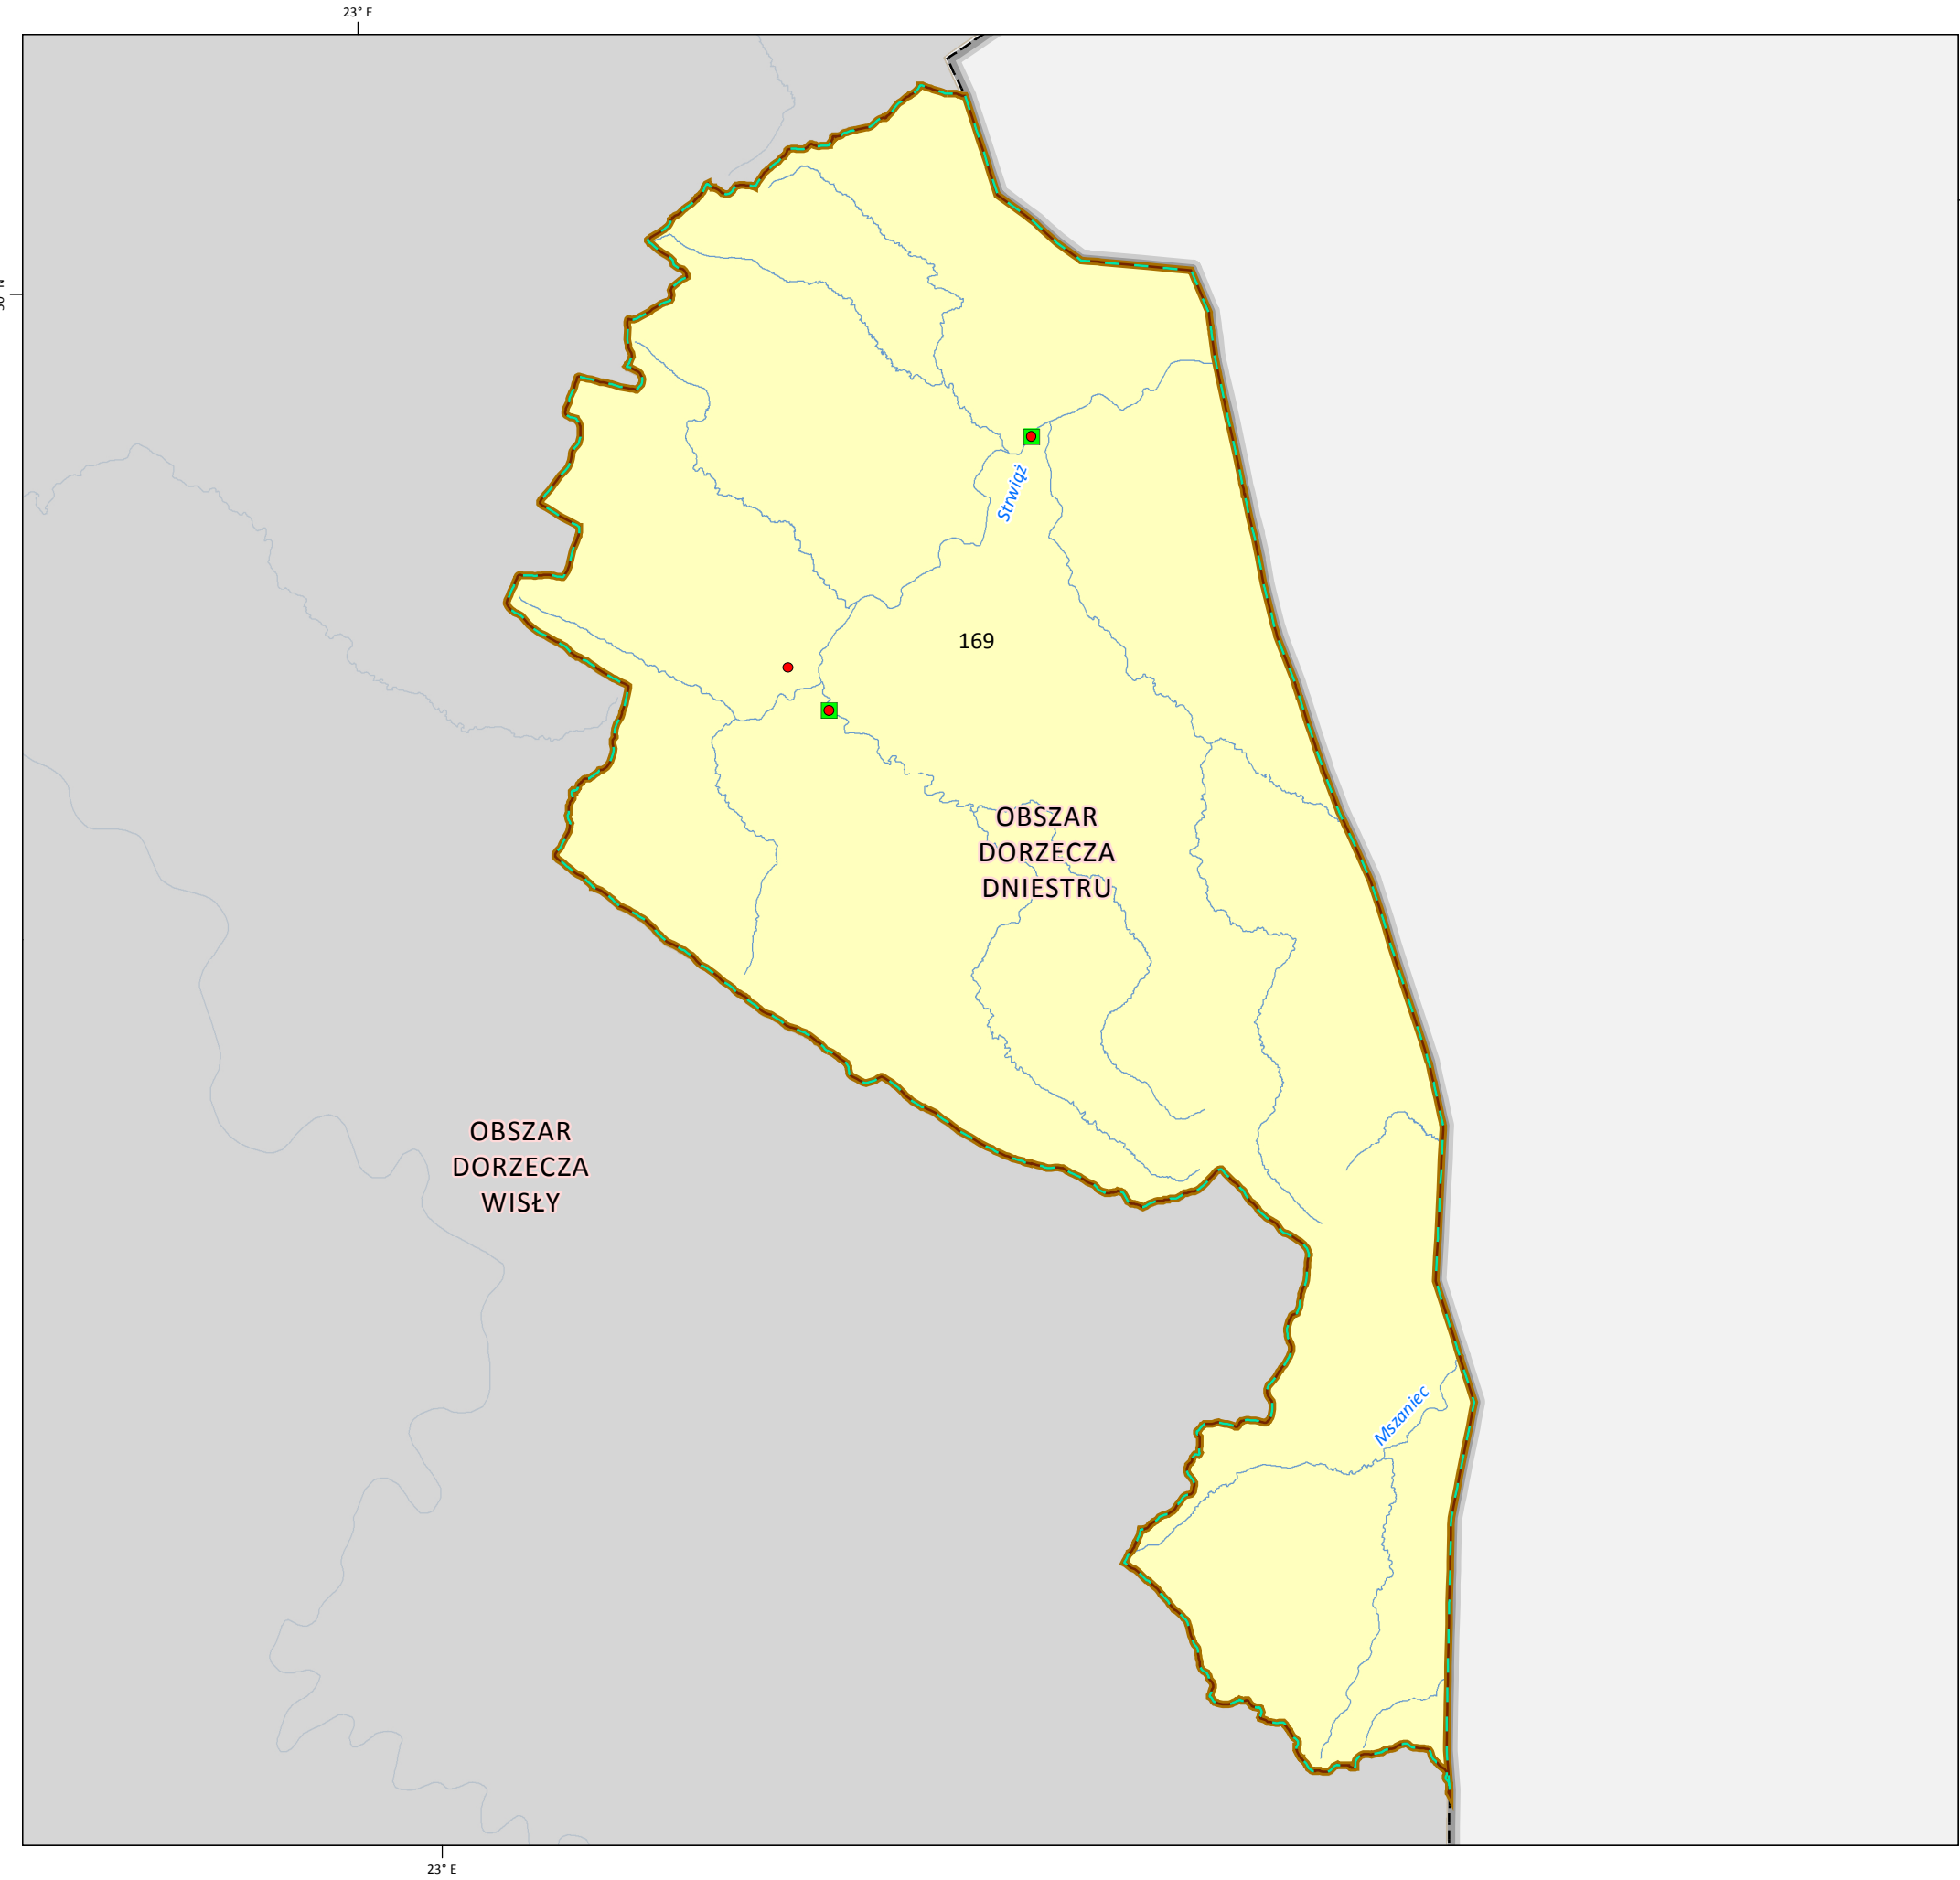 23° E
Strwiąż
169
OBSZAR
DORZECZA
DNIESTRU
OBSZAR
DORZECZA
WISŁY
Mszaniec
23° E